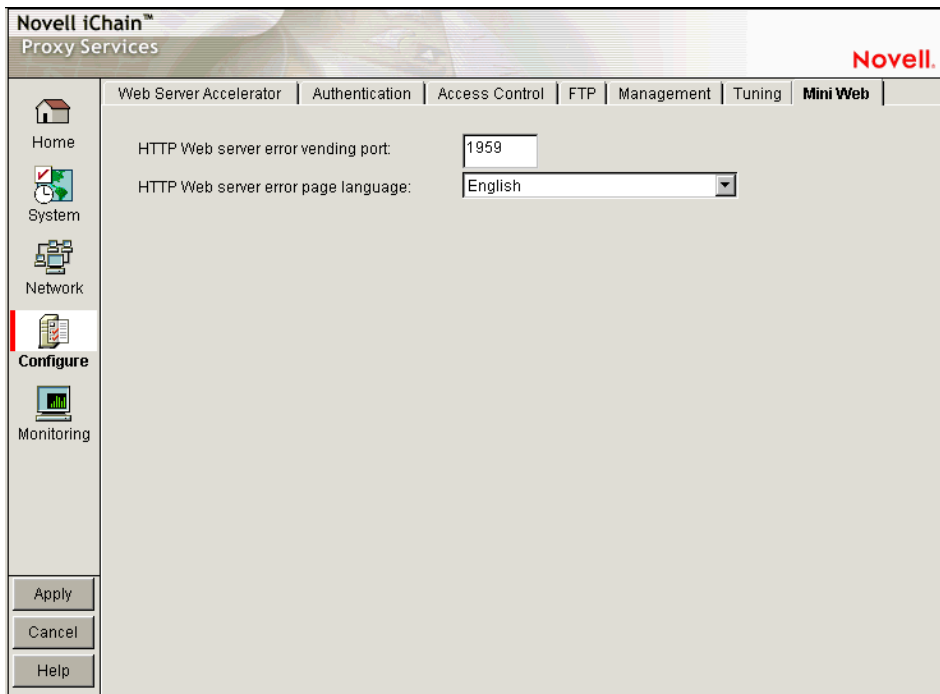 Novell iChain™
Proxy Services
Novell.
Web Server Accelerator
Authentication
Access Control
FTP
Management
Tuning
Mini Web
Home
System
Network
Configure
Monitoring
HTTP Web server error vending port:
1959
HTTP Web server error page language:
English
Apply
Cancel
Help